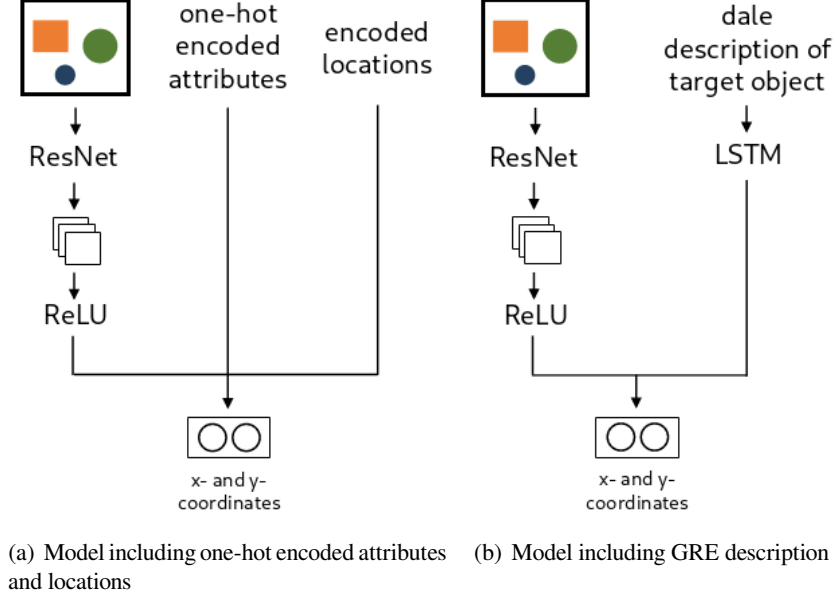 one-hot
encoded
attributes
encoded
locations
ResNet
ReLU
x- and y-
coordinates
(a) Model including one-hot encoded attributes
and locations
dale
description of
target object
ResNet
LSTM
ReLU
x- and y-
coordinates
(b) Model including GRE description